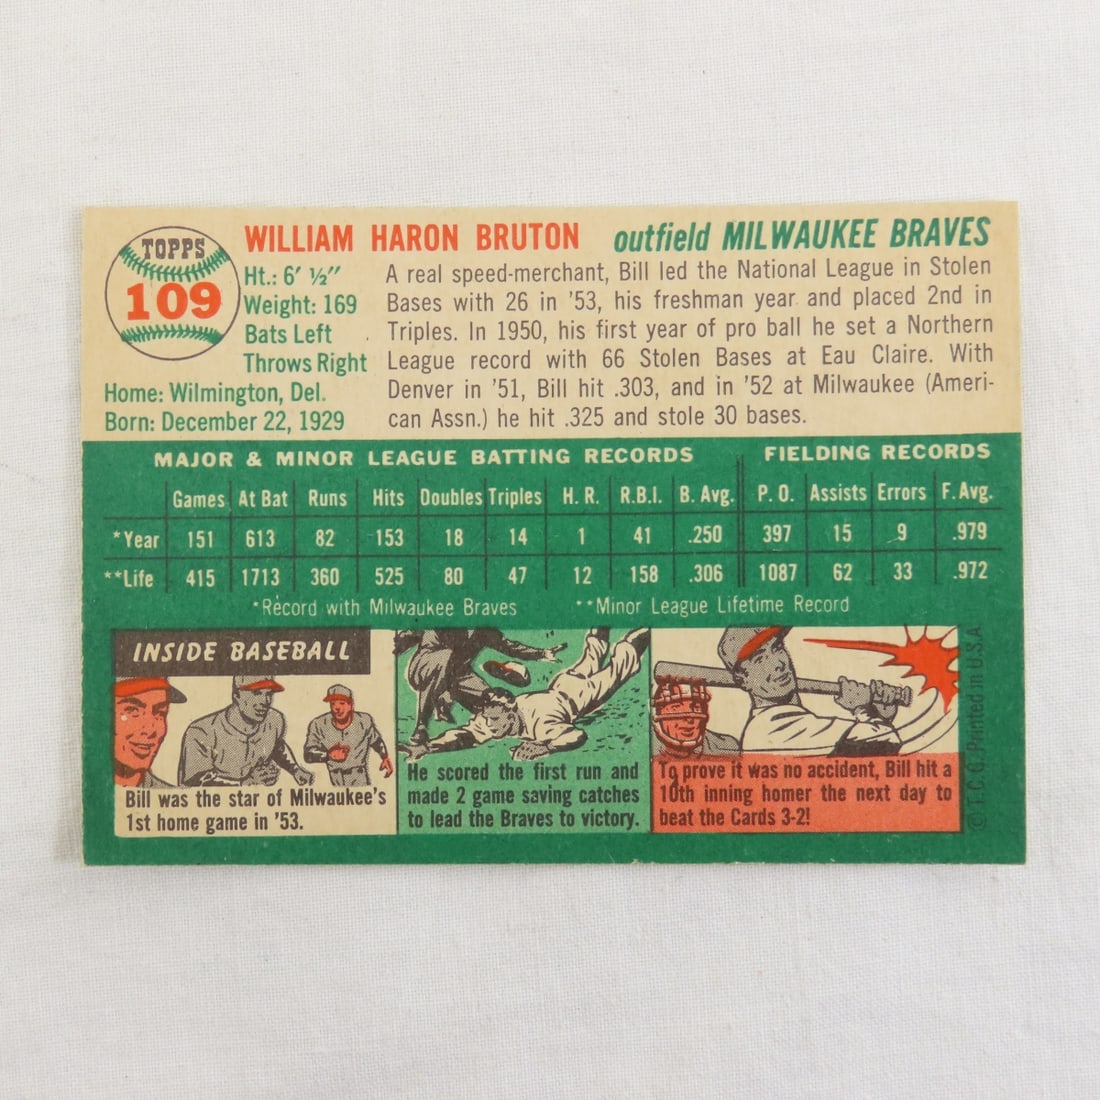 TOPPS
109
WILLIAM HARON BRUTON outfield MILWAUKEE BRAVES
Ht.: 6' ½"
Weight: 169
Bats Left
Throws Right
Home: Wilmington, Del.
Born: December 22, 1929
A real speed-merchant, Bill led the National League in Stolen
Bases with 26 in '53, his freshman year and placed 2nd in
Triples. In 1950, his first year of pro ball he set a Northern
League record with 66 Stolen Bases at Eau Claire. With
Denver in '51, Bill hit .303, and in '52 at Milwaukee (Ameri-
can Assn.) he hit .325 and stole 30 bases.
MAJOR & MINOR LEAGUE BATTING RECORDS FIELDING RECORDS
Games At Bat Runs Hits Doubles Triples H. R. R.B.I. B. Avg. P. O. Assists Errors F. Avg.
*Year 151 613 82 153 18 14 1 41 .250 397 15 9 .979
**Life 415 1713 360 525 80 47 12 158 .306 1087 62 33 .972
*Record with Milwaukee Braves **Minor League Lifetime Record
INSIDE BASEBALL
Bill was the star of Milwaukee's
1st home game in '53.
He scored the first run and
made 2 game saving catches
to lead the Braves to victory.
To prove it was no accident, Bill hit a
10th inning homer the next day to
beat the Cards 3-2!
© T.C.G. Printed in U.S.A